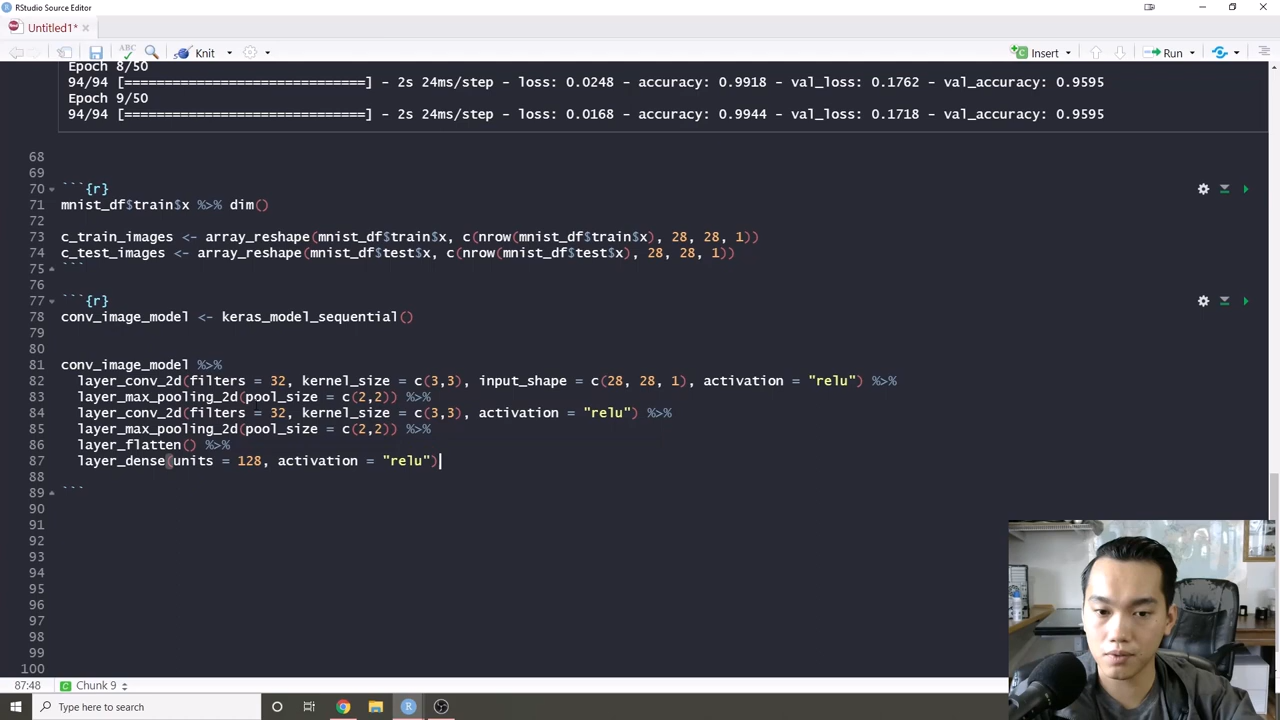 RStudio Source Editor
Untitled1*
ABC
Knit
Insert
Run
Epoch 8/50
94/94 [==============================] - 2s 24ms/step - loss: 0.0248 - accuracy: 0.9918 - val_loss: 0.1762 - val_accuracy: 0.9595
Epoch 9/50
94/94 [==============================] - 2s 24ms/step - loss: 0.0168 - accuracy: 0.9944 - val_loss: 0.1718 - val_accuracy: 0.9595
68
69
70 ```{r}
71 mnist_df$train$x %>% dim()
72
73 c_train_images <- array_reshape(mnist_df$train$x, c(nrow(mnist_df$train$x), 28, 28, 1))
74 c_test_images <- array_reshape(mnist_df$test$x, c(nrow(mnist_df$test$x), 28, 28, 1))
75 ```
76
77 ```{r}
78 conv_image_model <- keras_model_sequential()
79
80
81 conv_image_model %>%
82 layer_conv_2d(filters = 32, kernel_size = c(3,3), input_shape = c(28, 28, 1), activation = "relu") %>%
83 layer_max_pooling_2d(pool_size = c(2,2)) %>%
84 layer_conv_2d(filters = 32, kernel_size = c(3,3), activation = "relu") %>%
85 layer_max_pooling_2d(pool_size = c(2,2)) %>%
86 layer_flatten() %>%
87 layer_dense(units = 128, activation = "relu")
88
89 ```
90
91
92
93
94
95
96
97
98
99
100
87:48 C Chunk 9
Type here to search